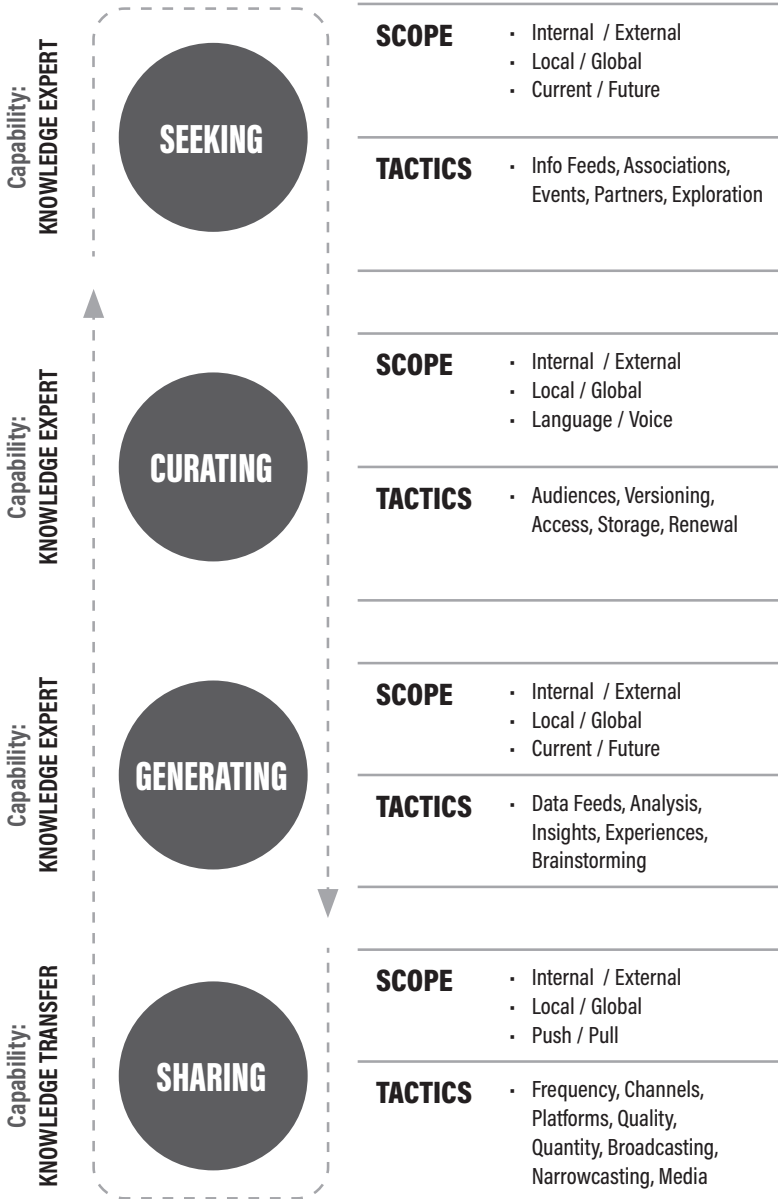 Capability:
KNOWLEDGE EXPERT
SEEKING
SCOPE
· Internal / External
· Local / Global
· Current / Future
TACTICS
· Info Feeds, Associations,
Events, Partners, Exploration
Capability:
KNOWLEDGE EXPERT
CURATING
SCOPE
· Internal / External
· Local / Global
· Language / Voice
TACTICS
· Audiences, Versioning,
Access, Storage, Renewal
Capability:
KNOWLEDGE EXPERT
GENERATING
SCOPE
· Internal / External
· Local / Global
· Current / Future
TACTICS
· Data Feeds, Analysis,
Insights, Experiences,
Brainstorming
Capability:
KNOWLEDGE TRANSFER
SHARING
SCOPE
· Internal / External
· Local / Global
· Push / Pull
TACTICS
· Frequency, Channels,
Platforms, Quality,
Quantity, Broadcasting,
Narrowcasting, Media